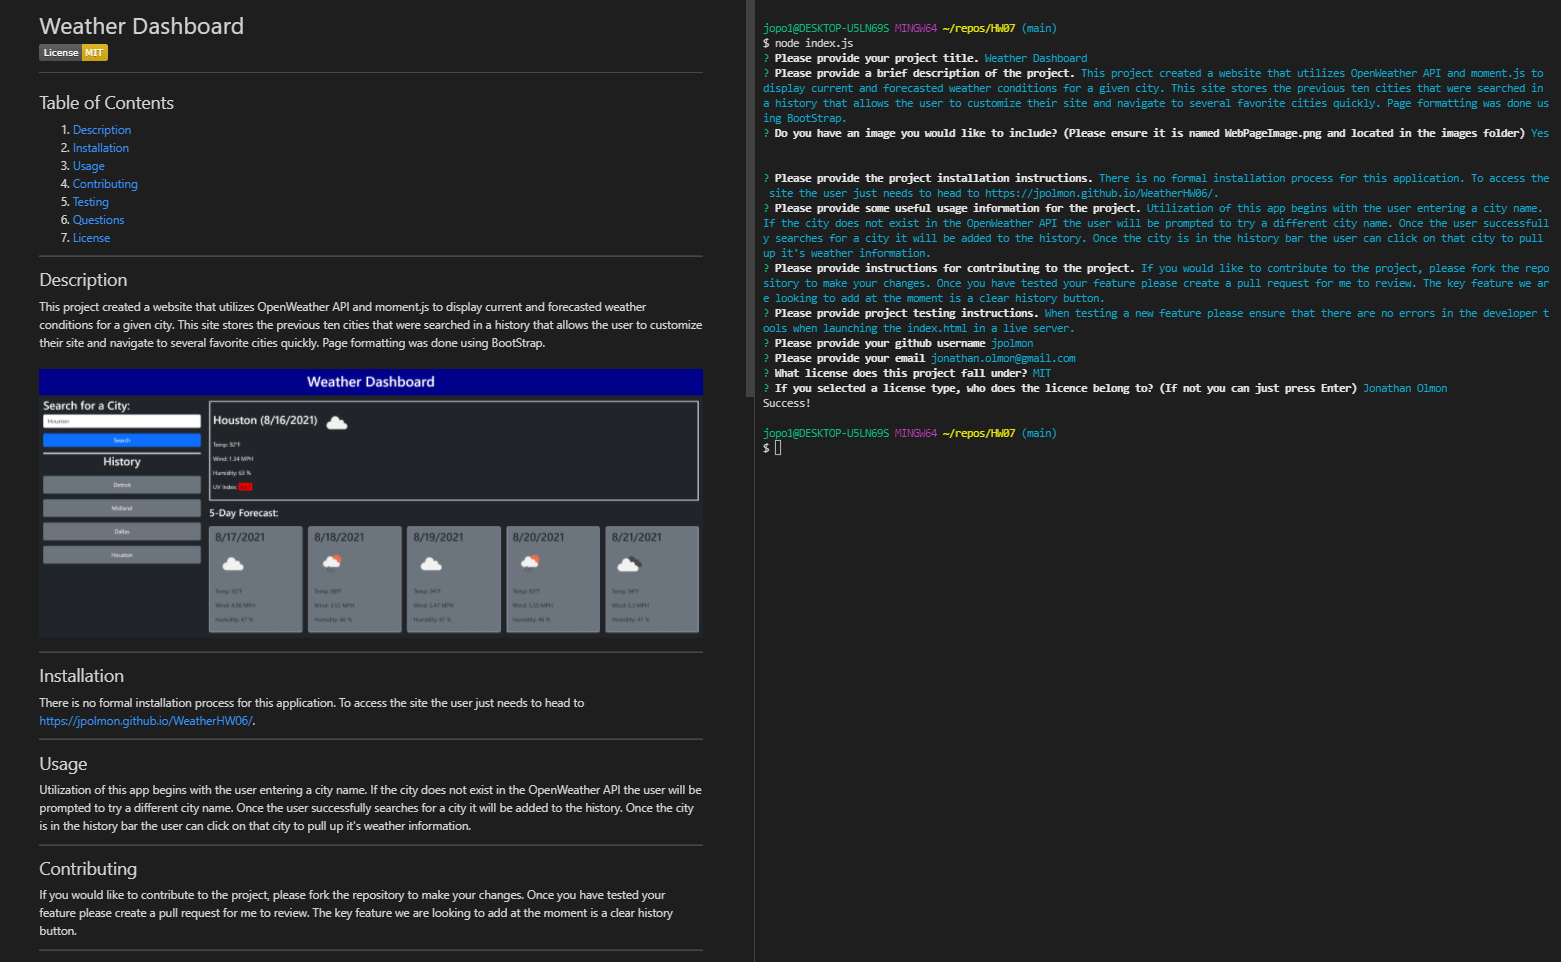 Weather Dashboard
License MIT
Table of Contents
1. Description
2. Installation
3. Usage
4. Contributing
5. Testing
6. Questions
7. License
Description
This project created a website that utilizes OpenWeather API and moment.js to display current and forecasted weather
conditions for a given city. This site stores the previous ten cities that were searched in a history that allows the user to customize
their site and navigate to several favorite cities quickly. Page formatting was done using BootStrap.
Weather Dashboard
Search for a City:
Houston
Search
History
Detroit
Midland
Dallas
Houston
Houston (8/16/2021)
Temp: 92°F
Wind: 1.34 MPH
Humidity: 63 %
UV Index:
5-Day Forecast:
8/17/2021
8/18/2021
8/19/2021
8/20/2021
8/21/2021
Temp:
Temp:
Temp:
Temp:
Temp:
Wind: 4.98 MPH
Wind: 3.52 MPH
Wind: 5.47 MPH
Wind: 5.55 MPH
Wind: 5.2 MPH
Humidity: 47 %
Humidity: 46 %
Humidity: 47 %
Humidity: 46 %
Humidity: 41 %
Installation
There is no formal installation process for this application. To access the site the user just needs to head to
https://jpolmon.github.io/WeatherHW06/.
Usage
Utilization of this app begins with the user entering a city name. If the city does not exist in the OpenWeather API the user will be
prompted to try a different city name. Once the user successfully searches for a city it will be added to the history. Once the city
is in the history bar the user can click on that city to pull up it's weather information.
Contributing
If you would like to contribute to the project, please fork the repository to make your changes. Once you have tested your
feature please create a pull request for me to review. The key feature we are looking to add at the moment is a clear history
button.
jopo1@DESKTOP-U5LN69S MINGW64 ~/repos/HW07 (main)
$ node index.js
? Please provide your project title. Weather Dashboard
? Please provide a brief description of the project. This project created a website that utilizes OpenWeather API and moment.js to
display current and forecasted weather conditions for a given city. This site stores the previous ten cities that were searched in
a history that allows the user to customize their site and navigate to several favorite cities quickly. Page formatting was done us
ing BootStrap.
? Do you have an image you would like to include? (Please ensure it is named WebPageImage.png and located in the images folder) Yes
? Please provide the project installation instructions. There is no formal installation process for this application. To access the
site the user just needs to head to https://jpolmon.github.io/WeatherHW06/.
? Please provide some useful usage information for the project. Utilization of this app begins with the user entering a city name.
If the city does not exist in the OpenWeather API the user will be prompted to try a different city name. Once the user successfull
y searches for a city it will be added to the history. Once the city is in the history bar the user can click on that city to pull
up it's weather information.
? Please provide instructions for contributing to the project. If you would like to contribute to the project, please fork the repo
sitory to make your changes. Once you have tested your feature please create a pull request for me to review. The key feature we ar
e looking to add at the moment is a clear history button.
? Please provide project testing instructions. When testing a new feature please ensure that there are no errors in the developer t
ools when launching the index.html in a live server.
? Please provide your github username jpolmon
? Please provide your email jonathan.olmon@gmail.com
? What license does this project fall under? MIT
? If you selected a license type, who does the licence belong to? (If not you can just press Enter) Jonathan Olmon
Success!
jopo1@DESKTOP-U5LN69S MINGW64 ~/repos/HW07 (main)
$